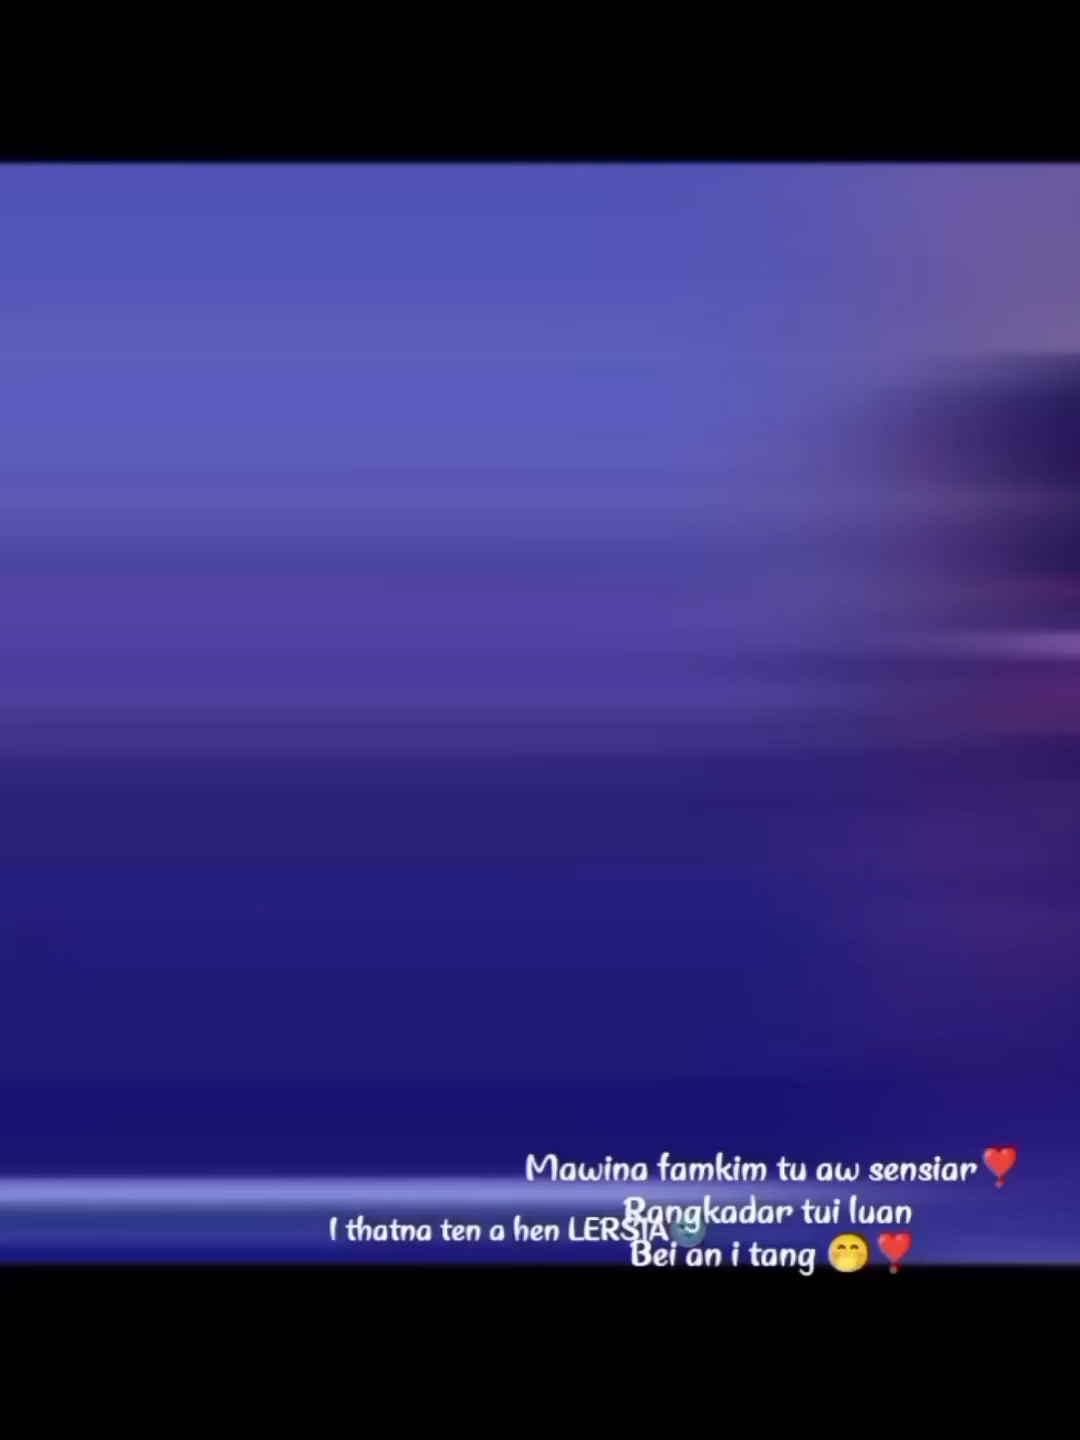 Mawina famkim tu aw sensiar❣️
Rangkadar tui luan
I thatna ten a hen LERSIA
Bei an i tang 🤭❣️